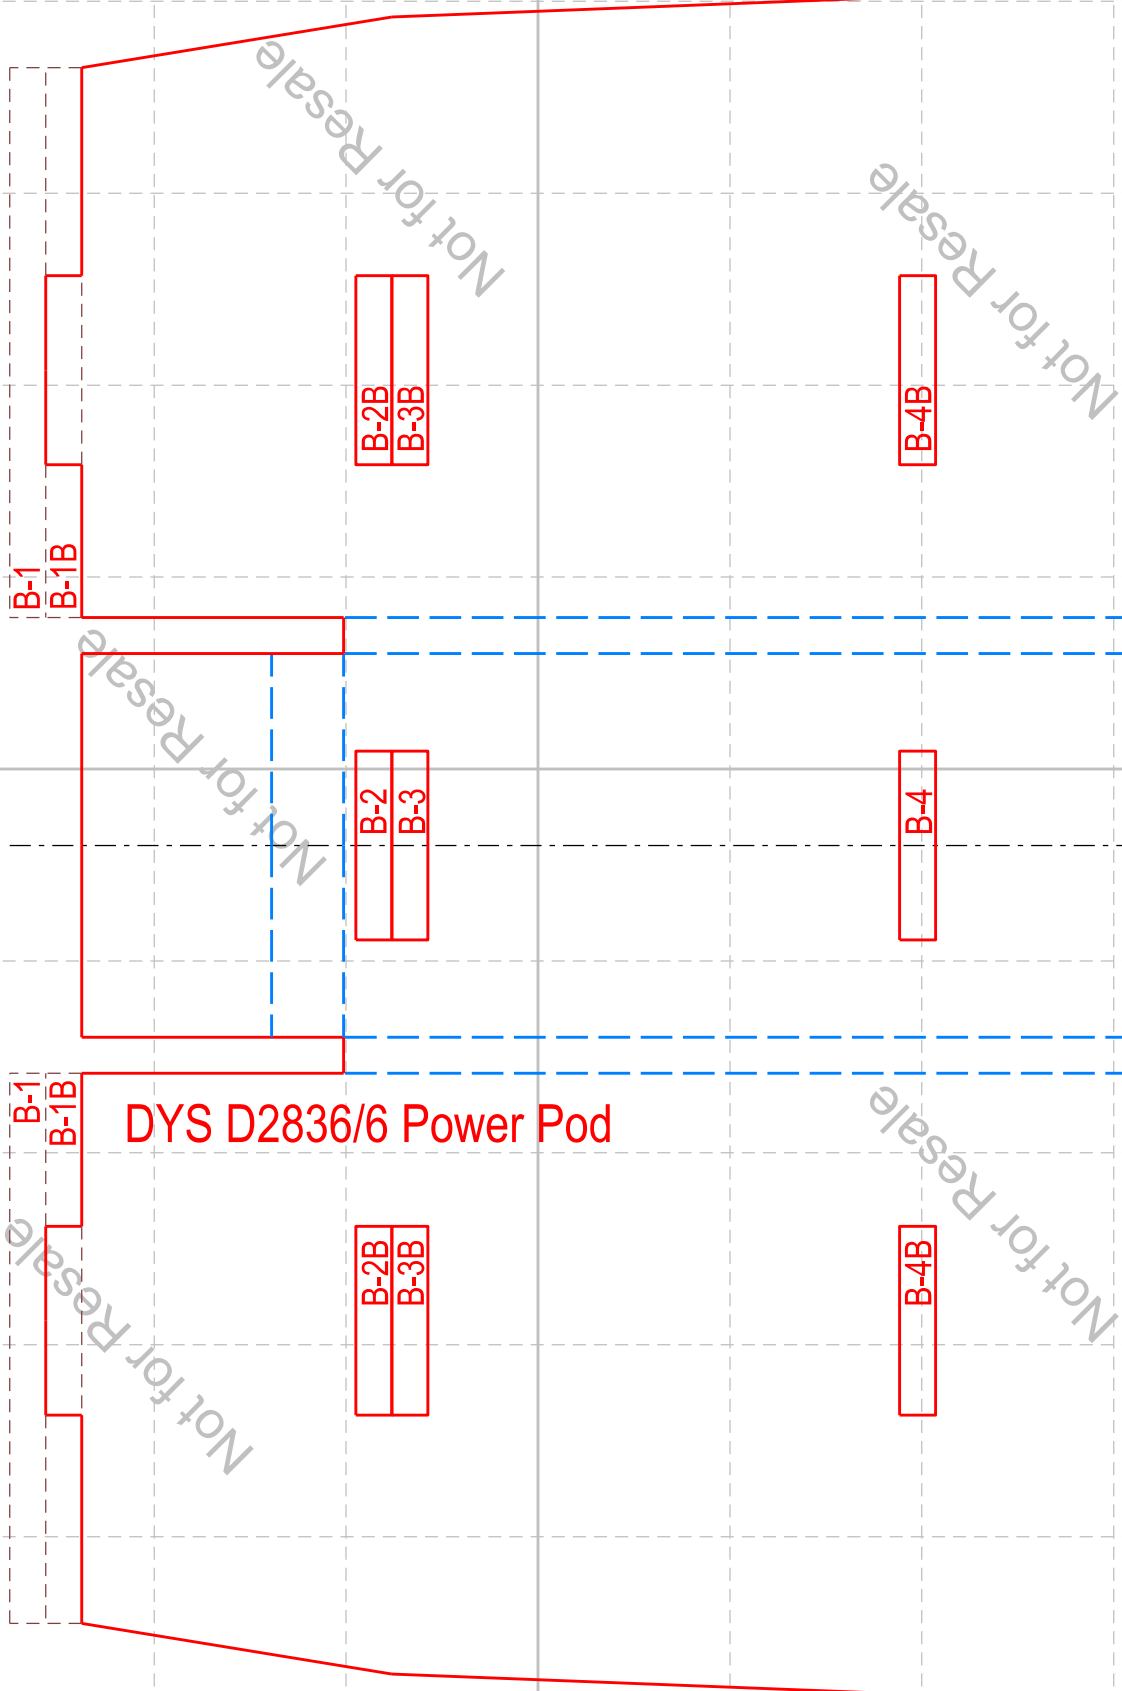 Not for Resale
Not for Resale
B-2B
B-3B
B-4B
B-1
B-1B
Not for Resale
B-2
B-3
B-4
B-1
B-1B
DYS D2836/6 Power Pod
Not for Resale
Not for Resale
B-2B
B-3B
B-4B